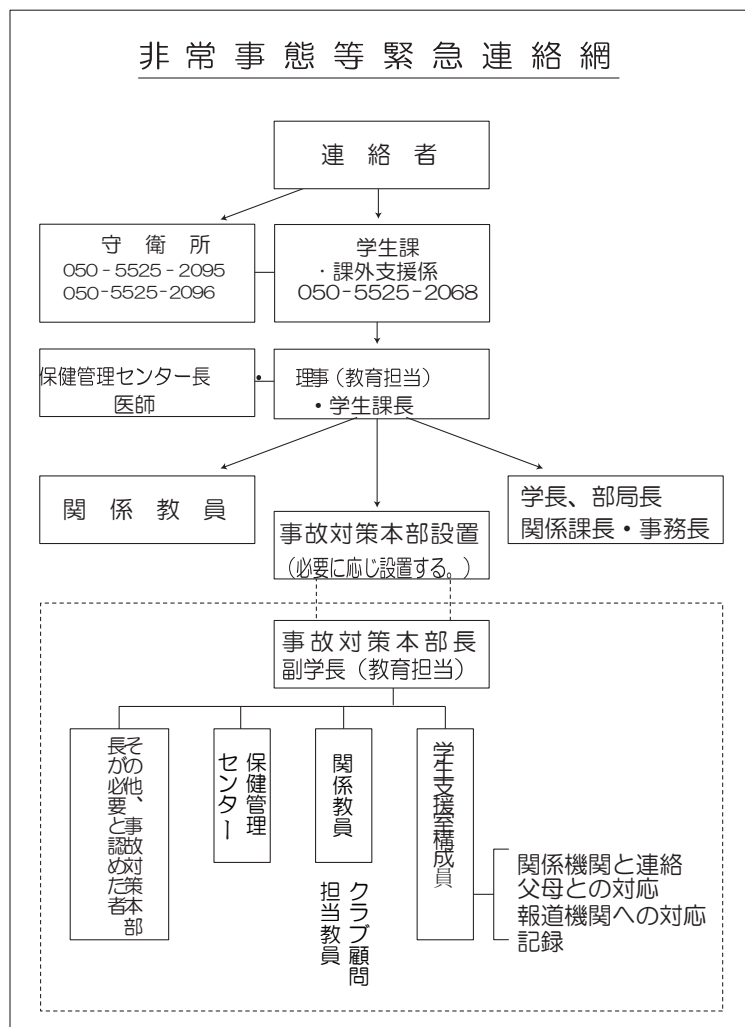 非常事態等緊急連絡網
連絡者
守衛所
050-5525-2095
050-5525-2096
学生課
・課外支援係
050-5525-2068
保健管理センター長
医師
・理事(教育担当)
・学生課長
関係教員
事故対策本部設置
(必要に応じ設置する。)
学長、部局長
関係課長・事務長
事故対策本部長
副学長(教育担当)
その他、事故対策本部
長が必要と認めた者
保健管理
センター
関係教員
クラブ顧問
担当教員
学生支援室構成員
関係機関と連絡
父母との対応
報道機関への対応
記録